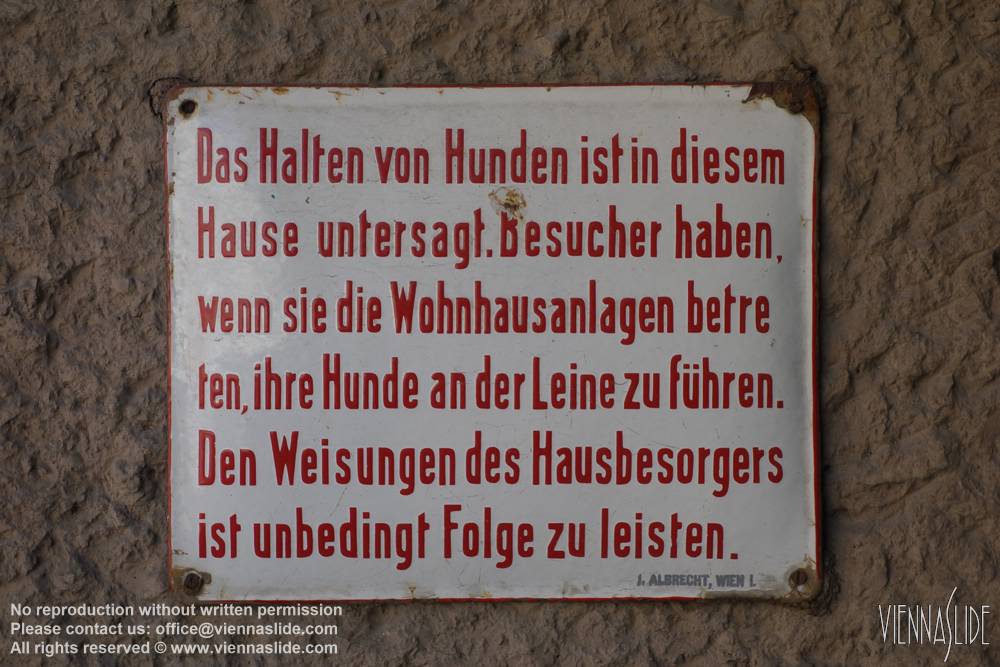 Das Halten von Hunden ist in diesem
Hause untersagt. Besucher haben,
wenn sie die Wohnhausanlagen betre
ten, ihre Hunde an der Leine zu führen.
Den Weisungen des Hausbesorgers
ist unbedingt Folge zu leisten.
J. ALBRECHT, WIEN I.
No reproduction without written permission
Please contact us: office@viennaslide.com
All rights reserved © www.viennaslide.com
VIENNASLIDE